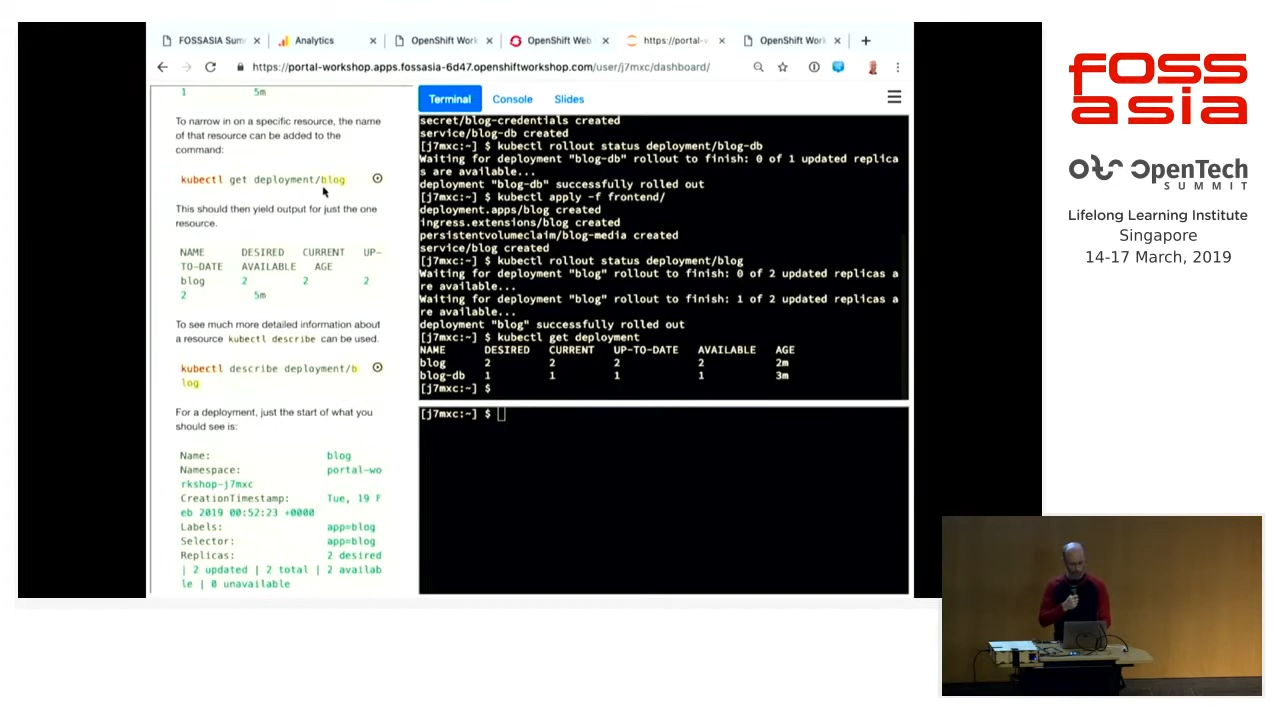 FOSSASIA Sum
Analytics
OpenShift Work
OpenShift Web
https://portal-w
OpenShift Work
https://portal-workshop.apps.fossasia-6d47.openshiftworkshop.com/user/j7mxc/dashboard/
1 5m
To narrow in on a specific resource, the name
of that resource can be added to the
command:
kubectl get deployment/blog
This should then yield output for just the one
resource.
NAME DESIRED CURRENT UP-
TO-DATE AVAILABLE AGE
blog 2 2 2
2 5m
To see much more detailed information about
a resource kubectl describe can be used.
kubectl describe deployment/b
log
For a deployment, just the start of what you
should see is:
Name: blog
Namespace: portal-wo
rkshop-j7mxc
CreationTimestamp: Tue, 19 F
eb 2019 00:52:23 +0000
Labels: app=blog
Selector: app=blog
Replicas: 2 desired
| 2 updated | 2 total | 2 availab
le | 0 unavailable
Terminal Console Slides
secret/blog-credentials created
service/blog-db created
[j7mxc:~] $ kubectl rollout status deployment/blog-db
Waiting for deployment "blog-db" rollout to finish: 0 of 1 updated replica
s are available...
deployment "blog-db" successfully rolled out
[j7mxc:~] $ kubectl apply -f frontend/
deployment.apps/blog created
ingress.extensions/blog created
persistentvolumeclaim/blog-media created
service/blog created
[j7mxc:~] $ kubectl rollout status deployment/blog
Waiting for deployment "blog" rollout to finish: 0 of 2 updated replicas a
re available...
Waiting for deployment "blog" rollout to finish: 1 of 2 updated replicas a
re available...
deployment "blog" successfully rolled out
[j7mxc:~] $ kubectl get deployment
NAME DESIRED CURRENT UP-TO-DATE AVAILABLE AGE
blog 2 2 2 2 2m
blog-db 1 1 1 1 3m
[j7mxc:~] $
[j7mxc:~] $
FOSS
ASIA
OpenTech
SUMMIT
Lifelong Learning Institute
Singapore
14-17 March, 2019